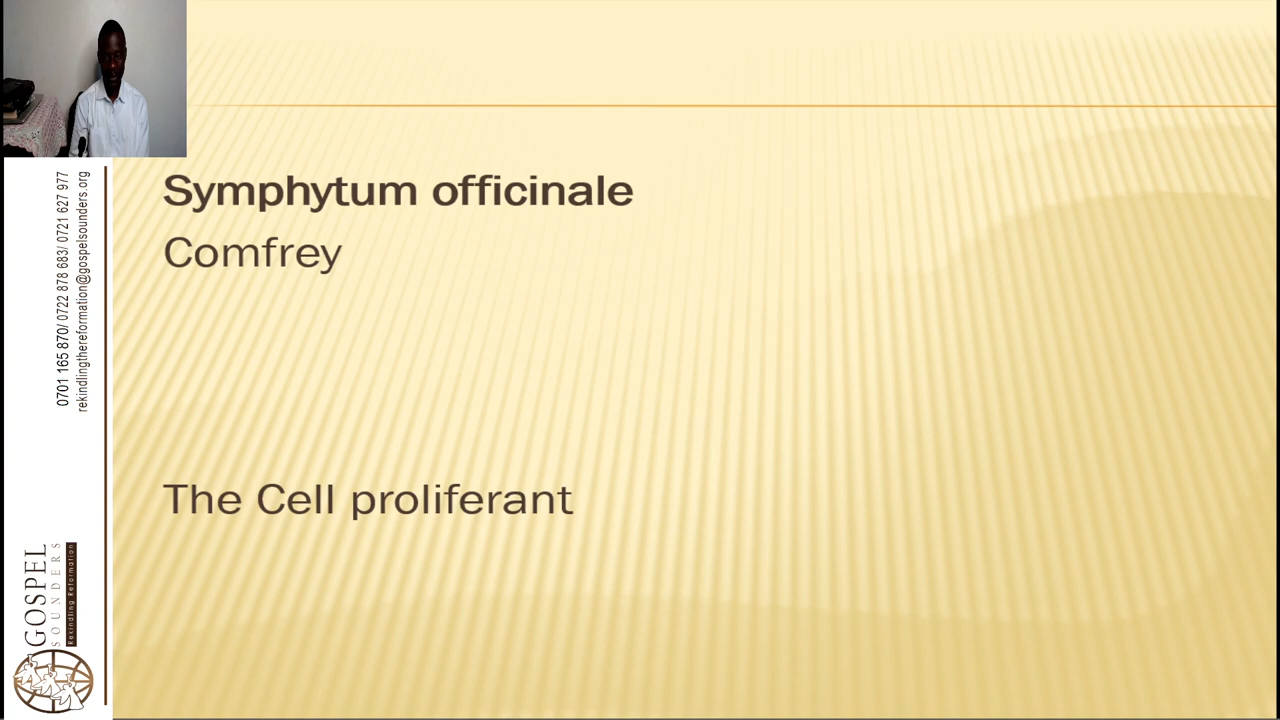 Symphytum officinale
Comfrey
The Cell proliferant
0701 165 870/ 0722 878 683/ 0721 627 977
rekindlingthereformation@gospelsounders.org
GOSPEL
SOUNDERS
Rekindling Reformation